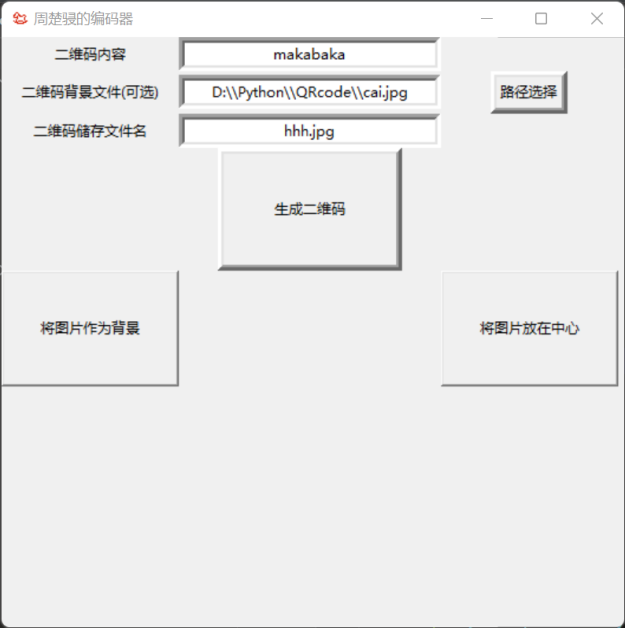 周楚骎的编码器
二维码内容
makabaka
二维码背景文件(可选)
D:\\Python\\QRcode\\cai.jpg
路径选择
二维码储存文件名
hhh.jpg
生成二维码
将图片作为背景
将图片放在中心